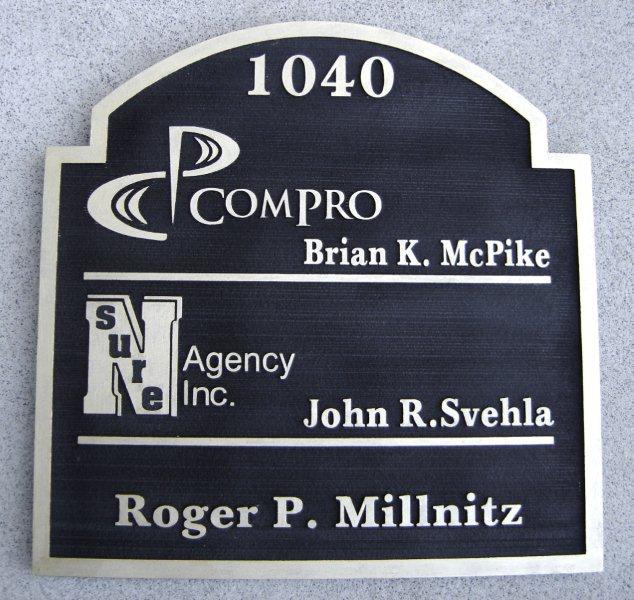 1040
COMPRO
Brian K. McPike
N sure
Agency
Inc.
John R.Svehla
Roger P. Millnitz